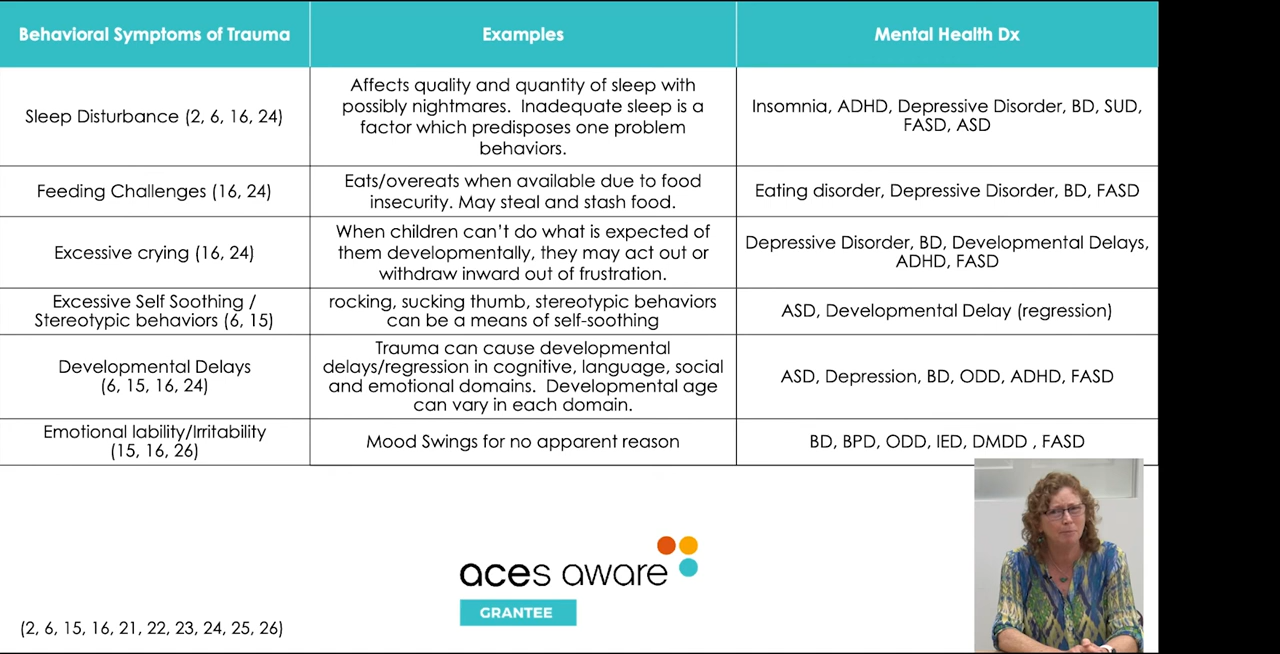 Behavioral Symptoms of Trauma
Examples
Mental Health Dx
Sleep Disturbance (2, 6, 16, 24)
Affects quality and quantity of sleep with
possibly nightmares. Inadequate sleep is a
factor which predisposes one problem
behaviors.
Insomnia, ADHD, Depressive Disorder, BD, SUD,
FASD, ASD
Feeding Challenges (16, 24)
Eats/overeats when available due to food
insecurity. May steal and stash food.
Eating disorder, Depressive Disorder, BD, FASD
Excessive crying (16, 24)
When children can't do what is expected of
them developmentally, they may act out or
withdraw inward out of frustration.
Depressive Disorder, BD, Developmental Delays,
ADHD, FASD
Excessive Self Soothing /
Stereotypic behaviors (6, 15)
rocking, sucking thumb, stereotypic behaviors
can be a means of self-soothing
ASD, Developmental Delay (regression)
Developmental Delays
(6, 15, 16, 24)
Trauma can cause developmental
delays/regression in cognitive, language, social
and emotional domains. Developmental age
can vary in each domain.
ASD, Depression, BD, ODD, ADHD, FASD
Emotional lability/Irritability
(15, 16, 26)
Mood Swings for no apparent reason
BD, BPD, ODD, IED, DMDD , FASD
aces aware
GRANTEE
(2, 6, 15, 16, 21, 22, 23, 24, 25, 26)